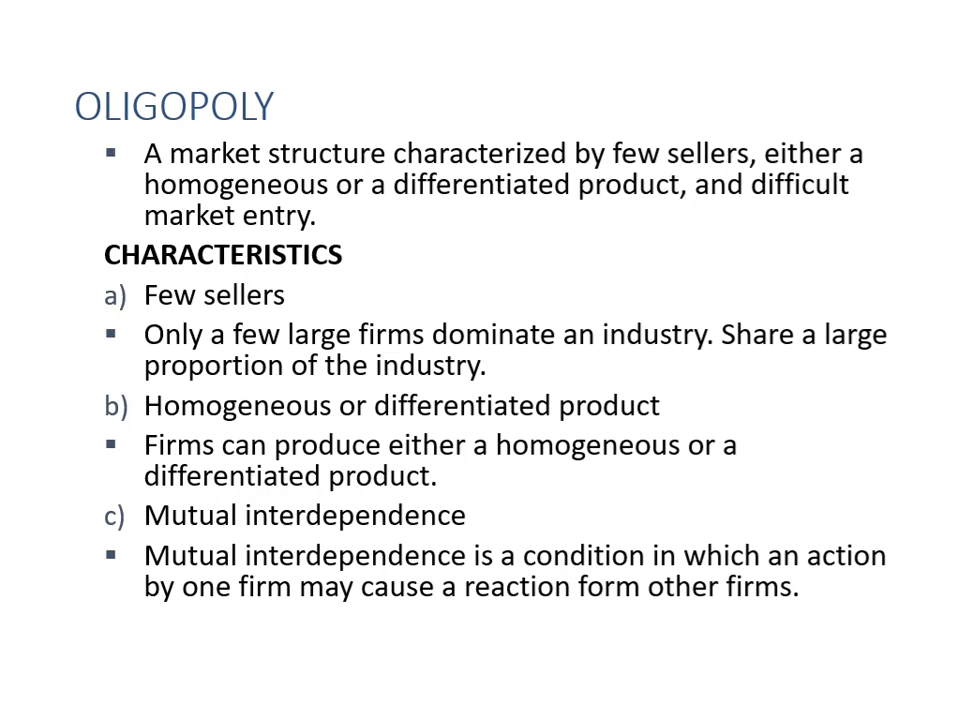 OLIGOPOLY
▪ A market structure characterized by few sellers, either a
homogeneous or a differentiated product, and difficult
market entry.
CHARACTERISTICS
a) Few sellers
▪ Only a few large firms dominate an industry. Share a large
proportion of the industry.
b) Homogeneous or differentiated product
▪ Firms can produce either a homogeneous or a
differentiated product.
c) Mutual interdependence
▪ Mutual interdependence is a condition in which an action
by one firm may cause a reaction form other firms.